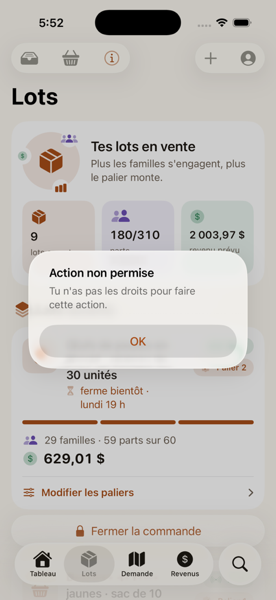 5:52
Lots
Tes lots en vente
Plus les familles s'engagent, plus
le palier monte.
9
180/310
2 003,97 $
revenu prévu
Action non permise
Tu n'as pas les droits pour faire
cette action.
OK
30 unités
Palier 2
ferme bientôt ·
lundi 19 h
29 familles · 59 parts sur 60
629,01 $
Modifier les paliers
Fermer la commande
Tableau
Lots
Demande
Revenus
jaunes · sac de 10